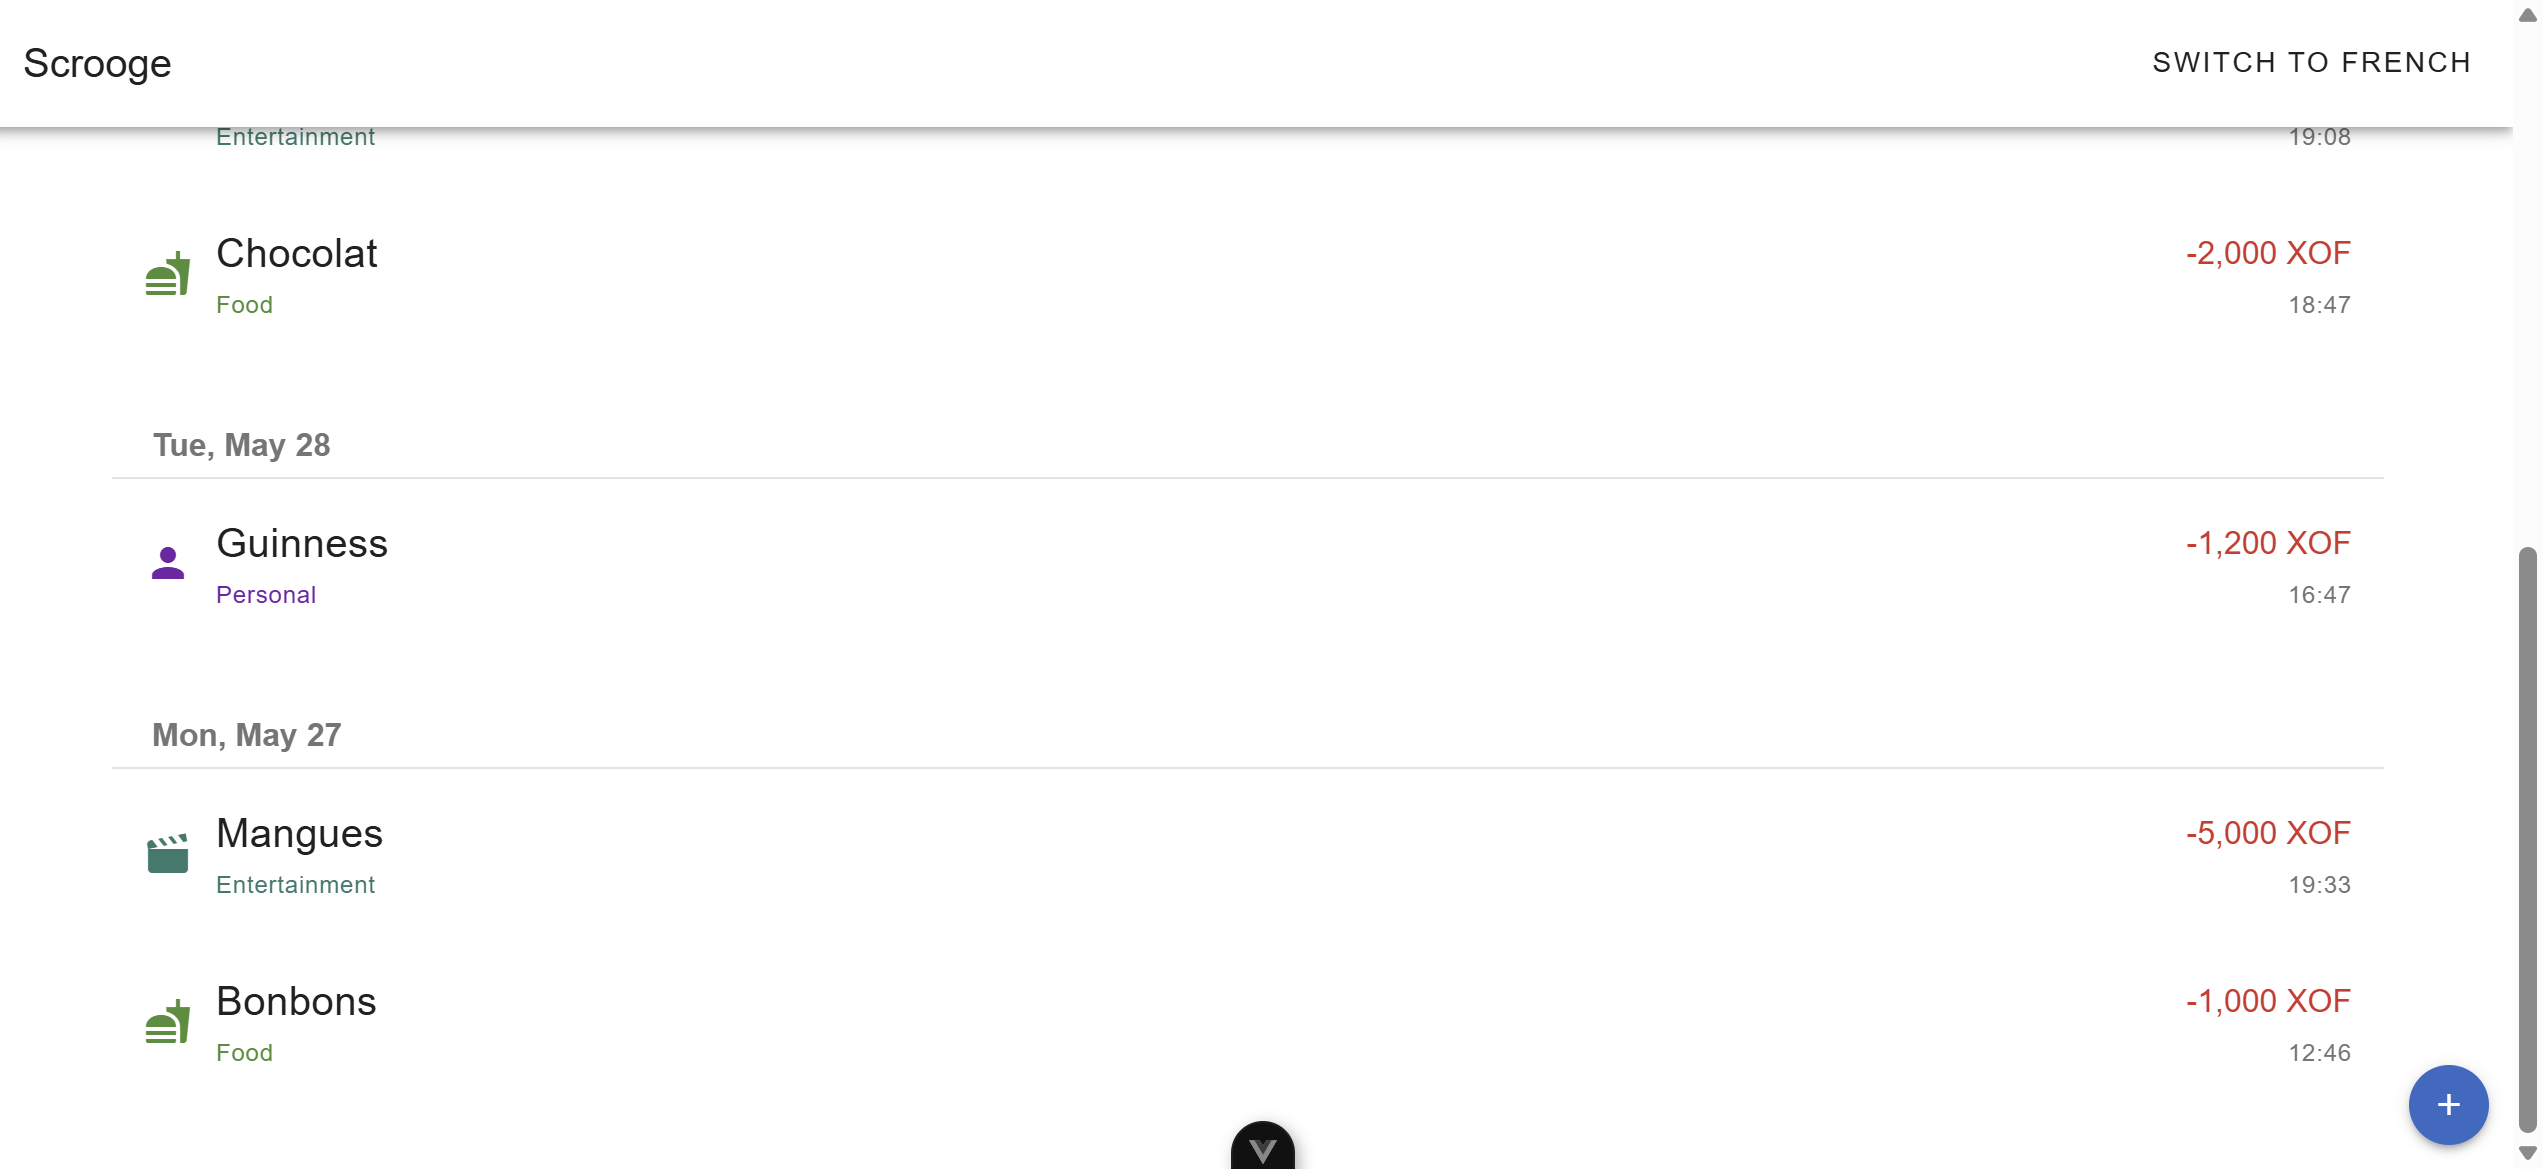 Scrooge
SWITCH TO FRENCH
Entertainment
19:08
Chocolat
-2,000 XOF
Food
18:47
Tue, May 28
Guinness
-1,200 XOF
Personal
16:47
Mon, May 27
Mangues
-5,000 XOF
Entertainment
19:33
Bonbons
-1,000 XOF
Food
12:46